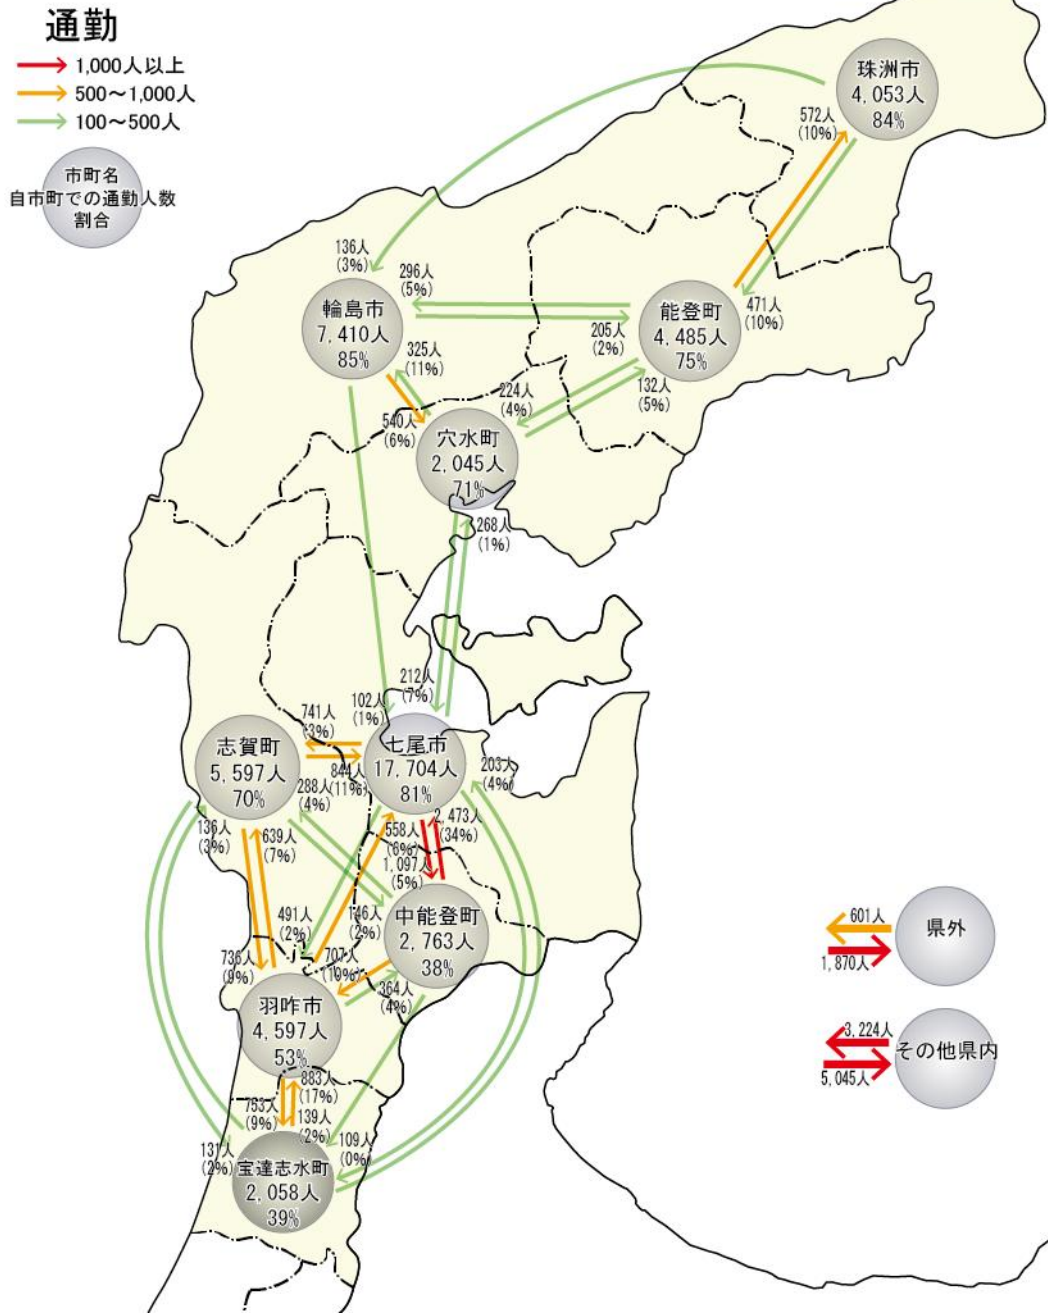 通勤
1,000人以上
500～1,000人
100～500人
市町名
自市町での通勤人数
割合
珠洲市
4,053人
84%
572人
(10%)
471人
(10%)
136人
(3%)
296人
(5%)
輪島市
7,410人
85%
能登町
4,485人
75%
205人
(2%)
325人
(11%)
224人
(4%)
132人
(5%)
540人
(6%)
穴水町
2,045人
71%
268人
(1%)
212人
(7%)
102人
(1%)
741人
(3%)
志賀町
5,597人
70%
七尾市
17,704人
81%
844人
(11%)
203人
(4%)
288人
(4%)
136人
(3%)
639人
(7%)
558人
(6%)
2,473人
(34%)
1,097人
(5%)
491人
(2%)
146人
(2%)
中能登町
2,763人
38%
736人
(9%)
707人
(10%)
364人
(4%)
羽咋市
4,597人
53%
883人
(17%)
753人
(9%)
139人
(2%)
109人
(0%)
131人
(2%)
宝達志水町
2,058人
39%
601人
県外
1,870人
3,224人
その他県内
5,045人